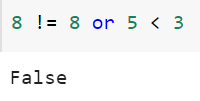 8 != 8 or 5 < 3
False